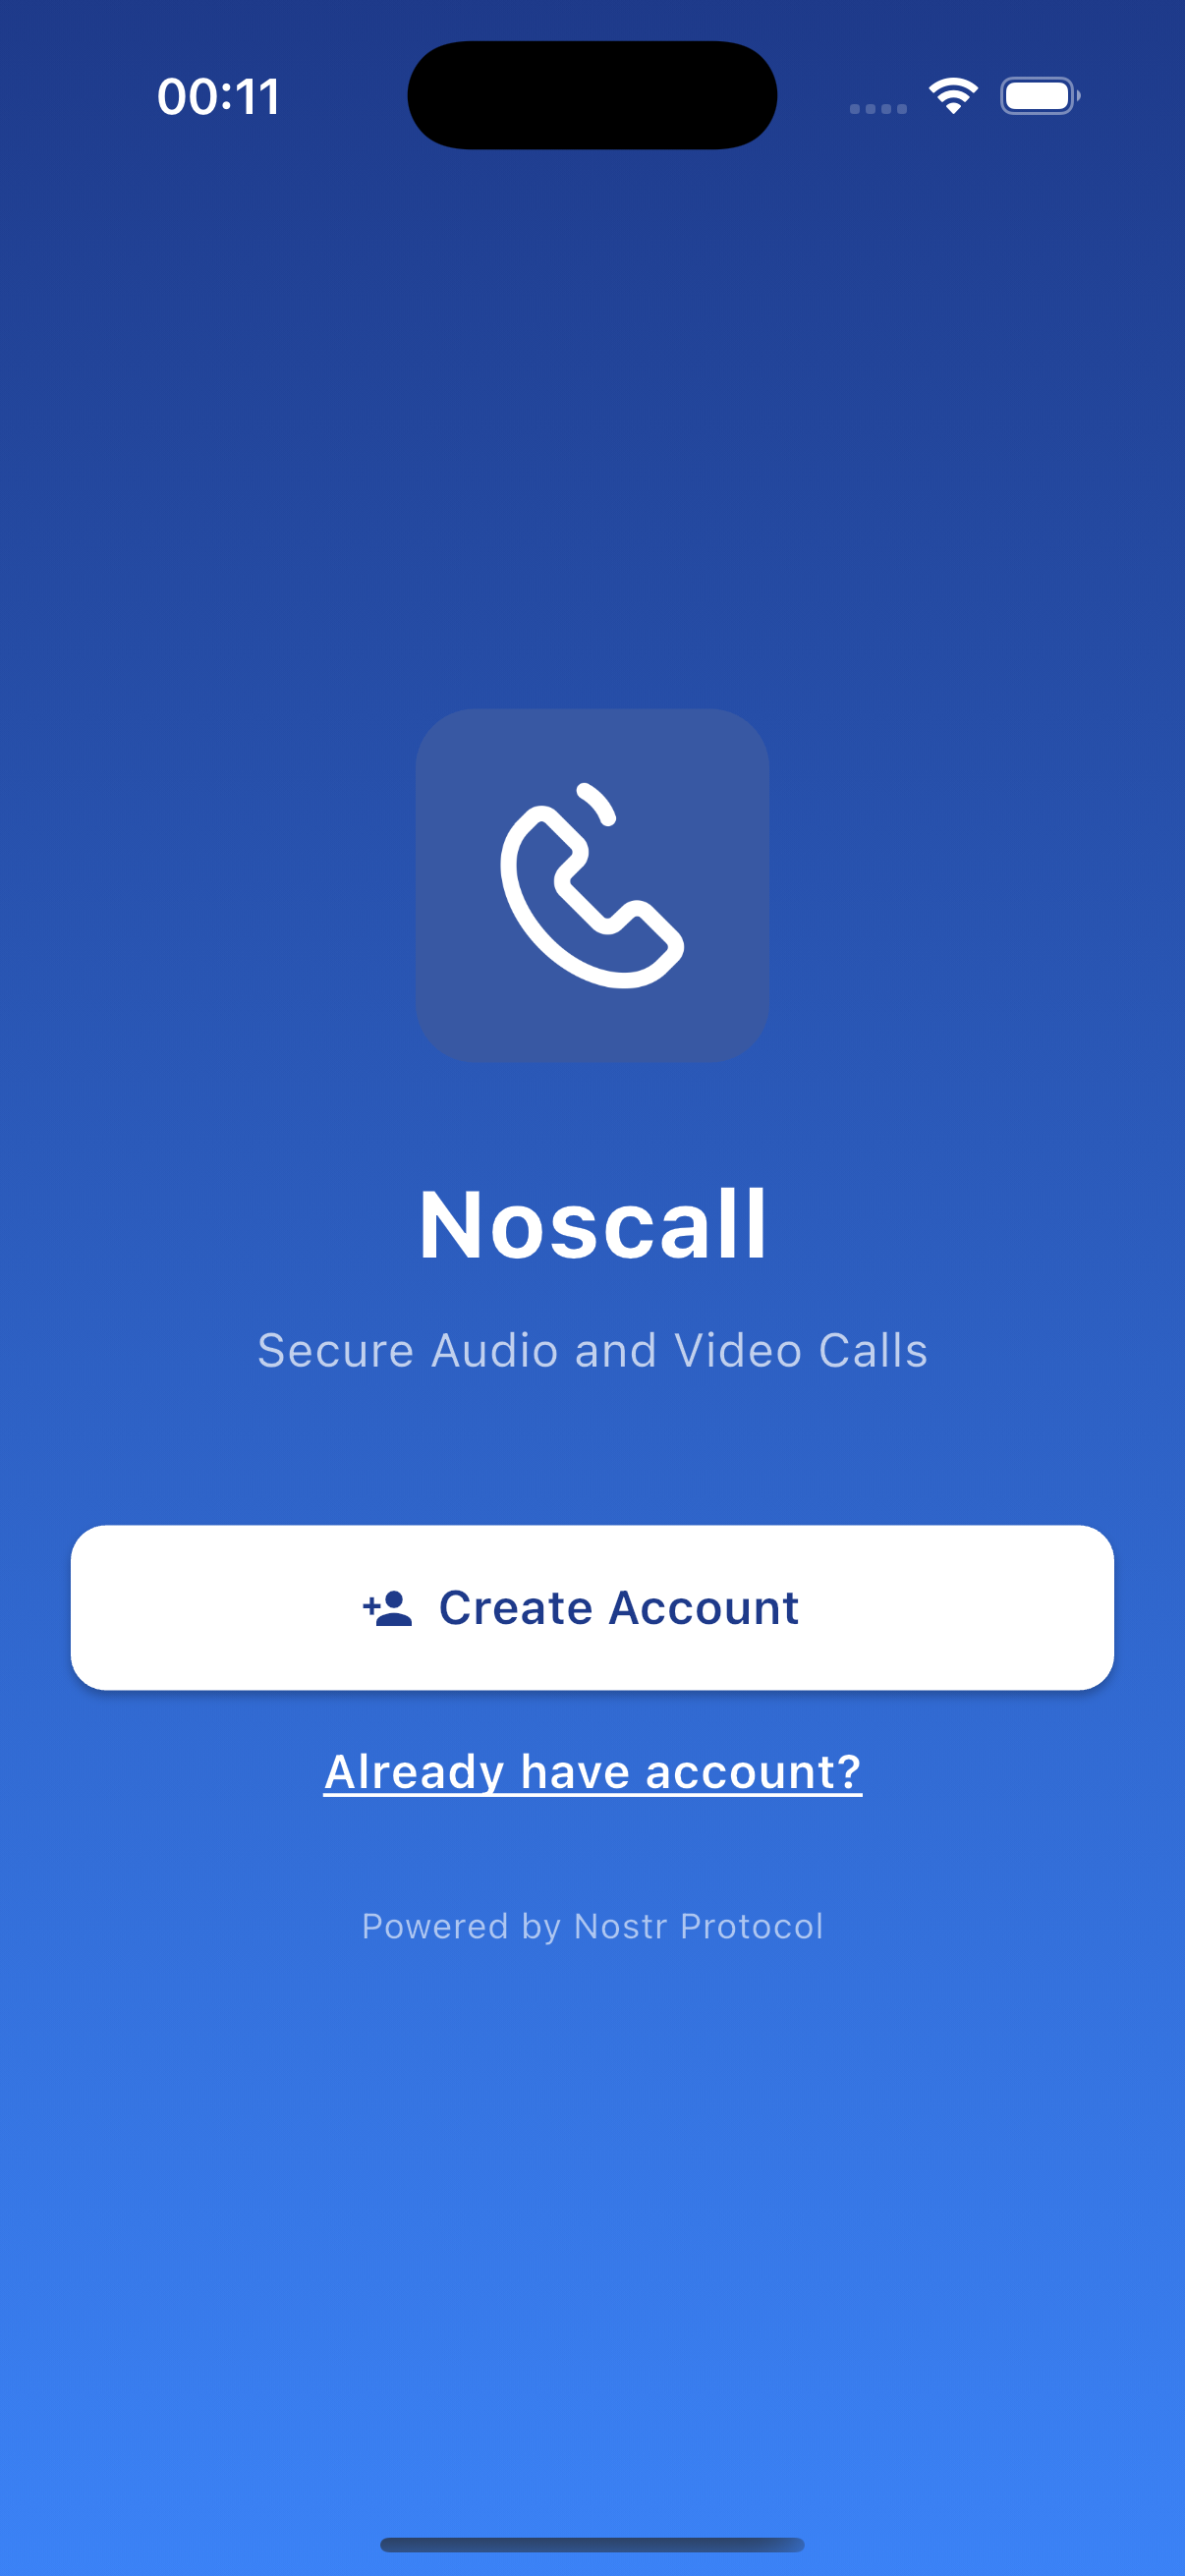 00:11
Noscall
Secure Audio and Video Calls
Create Account
Already have account?
Powered by Nostr Protocol